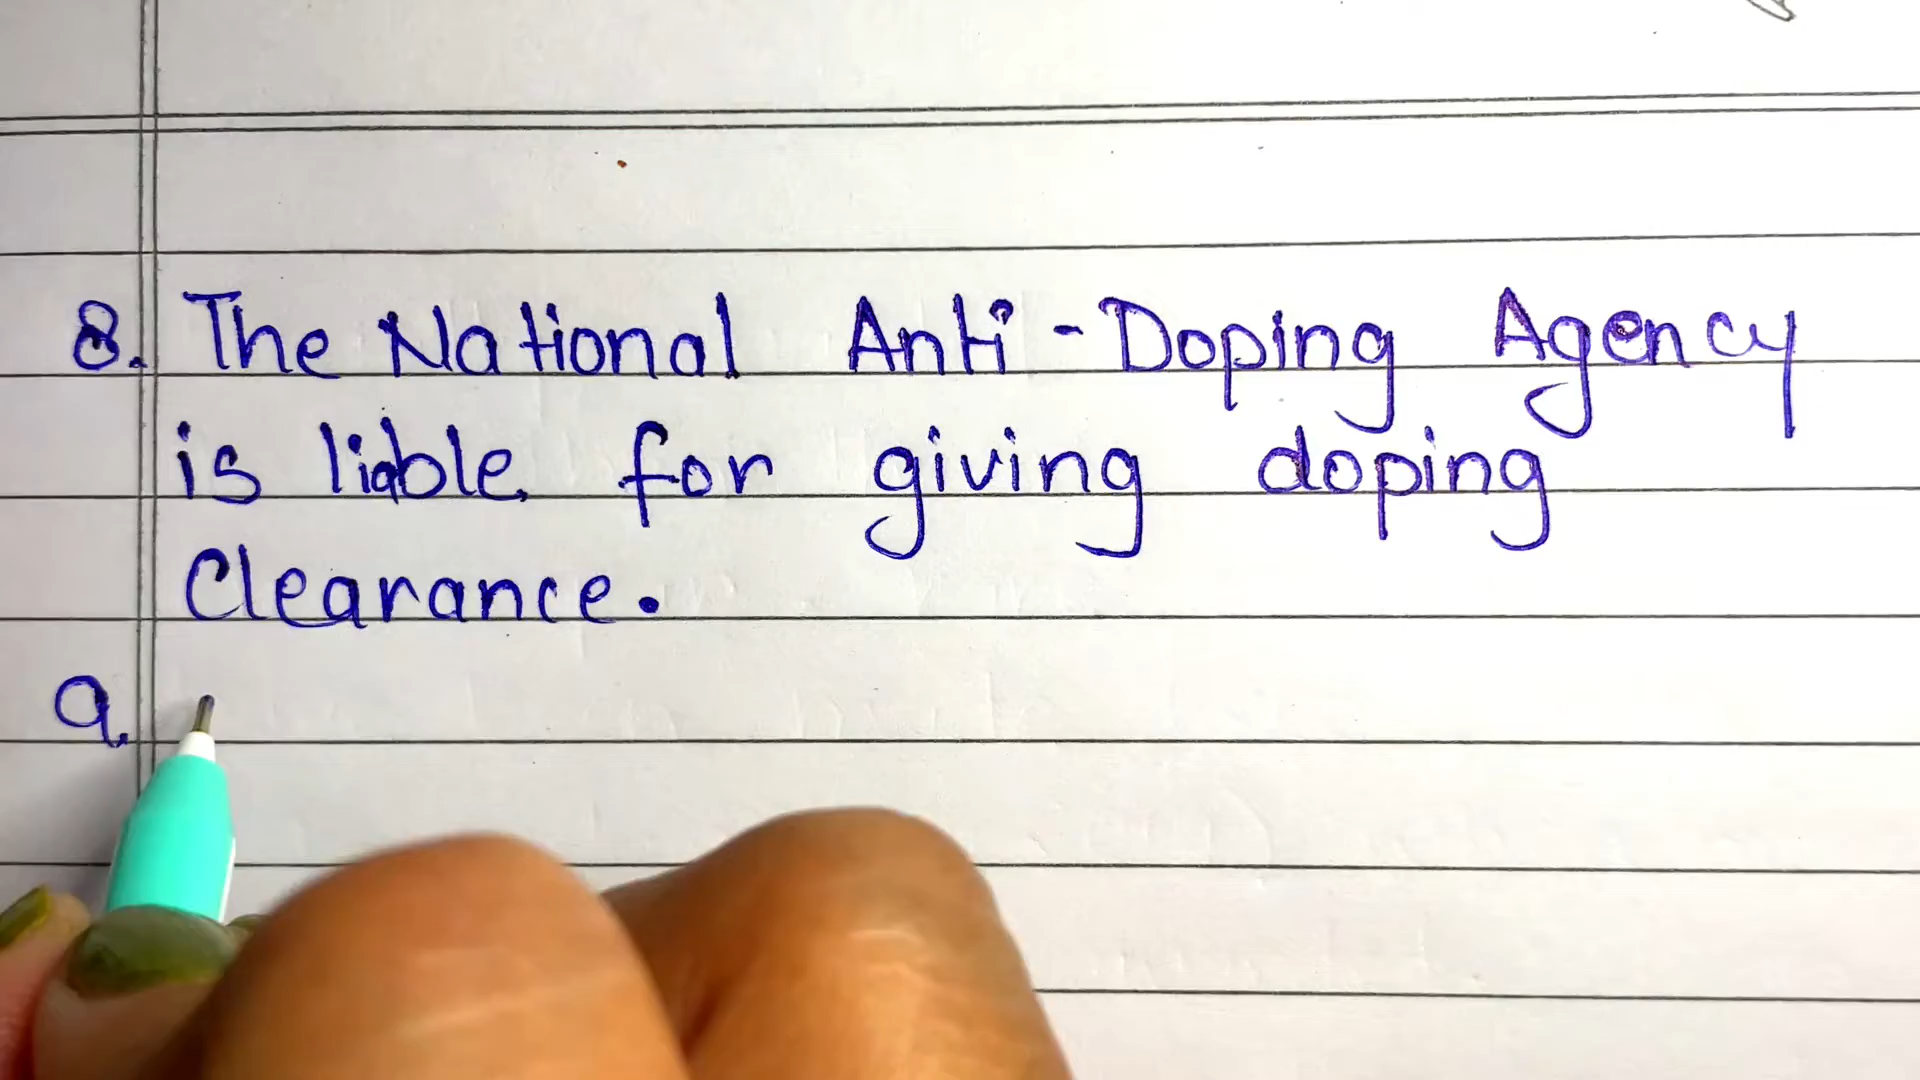 8. The National Anti-Doping Agency
is liable for giving doping
Clearance.
9.